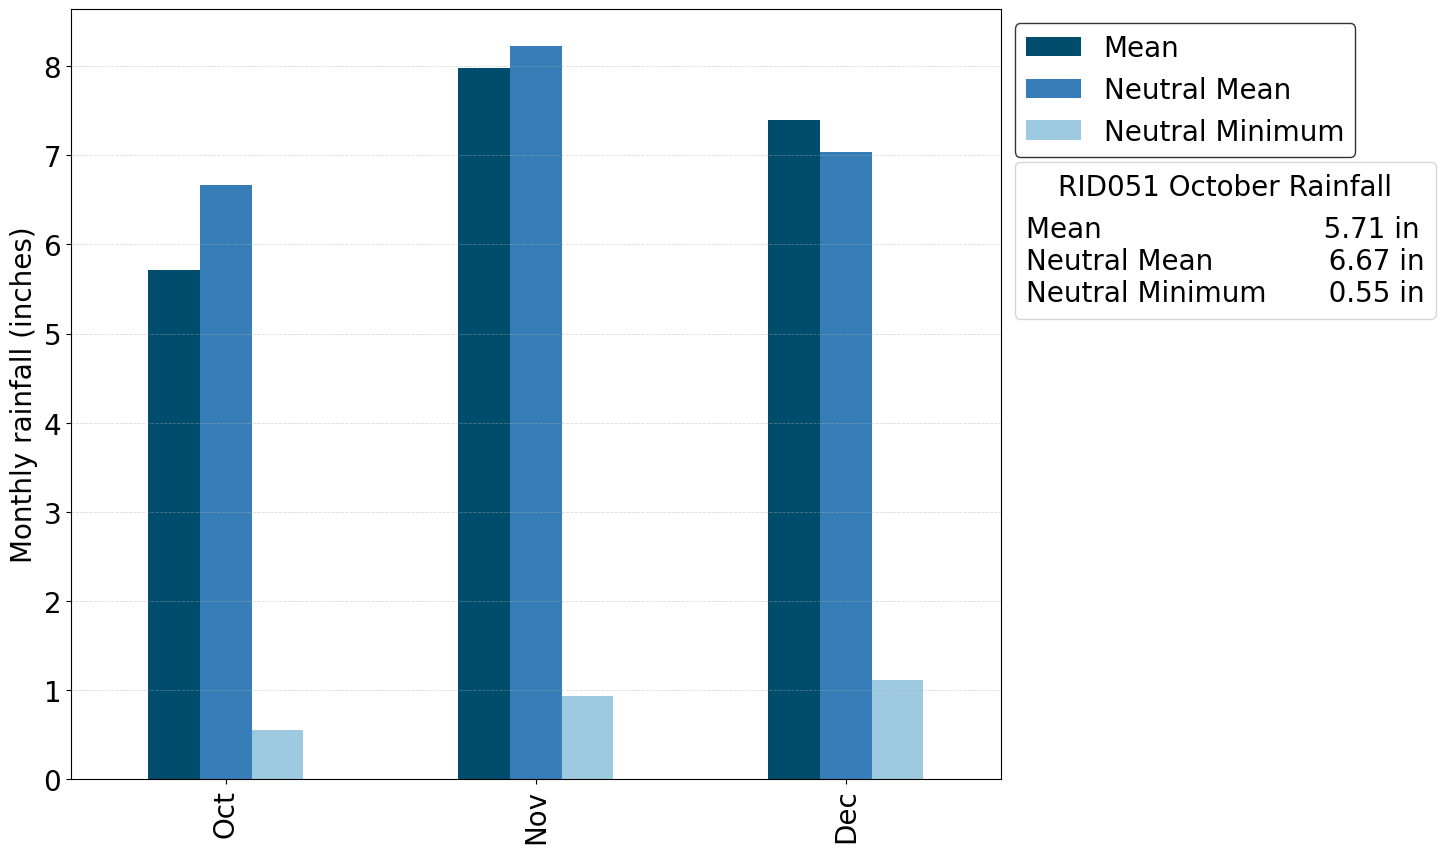 Monthly rainfall (inches)
8
7
6
5
4
3
2
1
0
Oct
Nov
Dec
Mean
Neutral Mean
Neutral Minimum
RID051 October Rainfall
Mean 5.71 in
Neutral Mean 6.67 in
Neutral Minimum 0.55 in